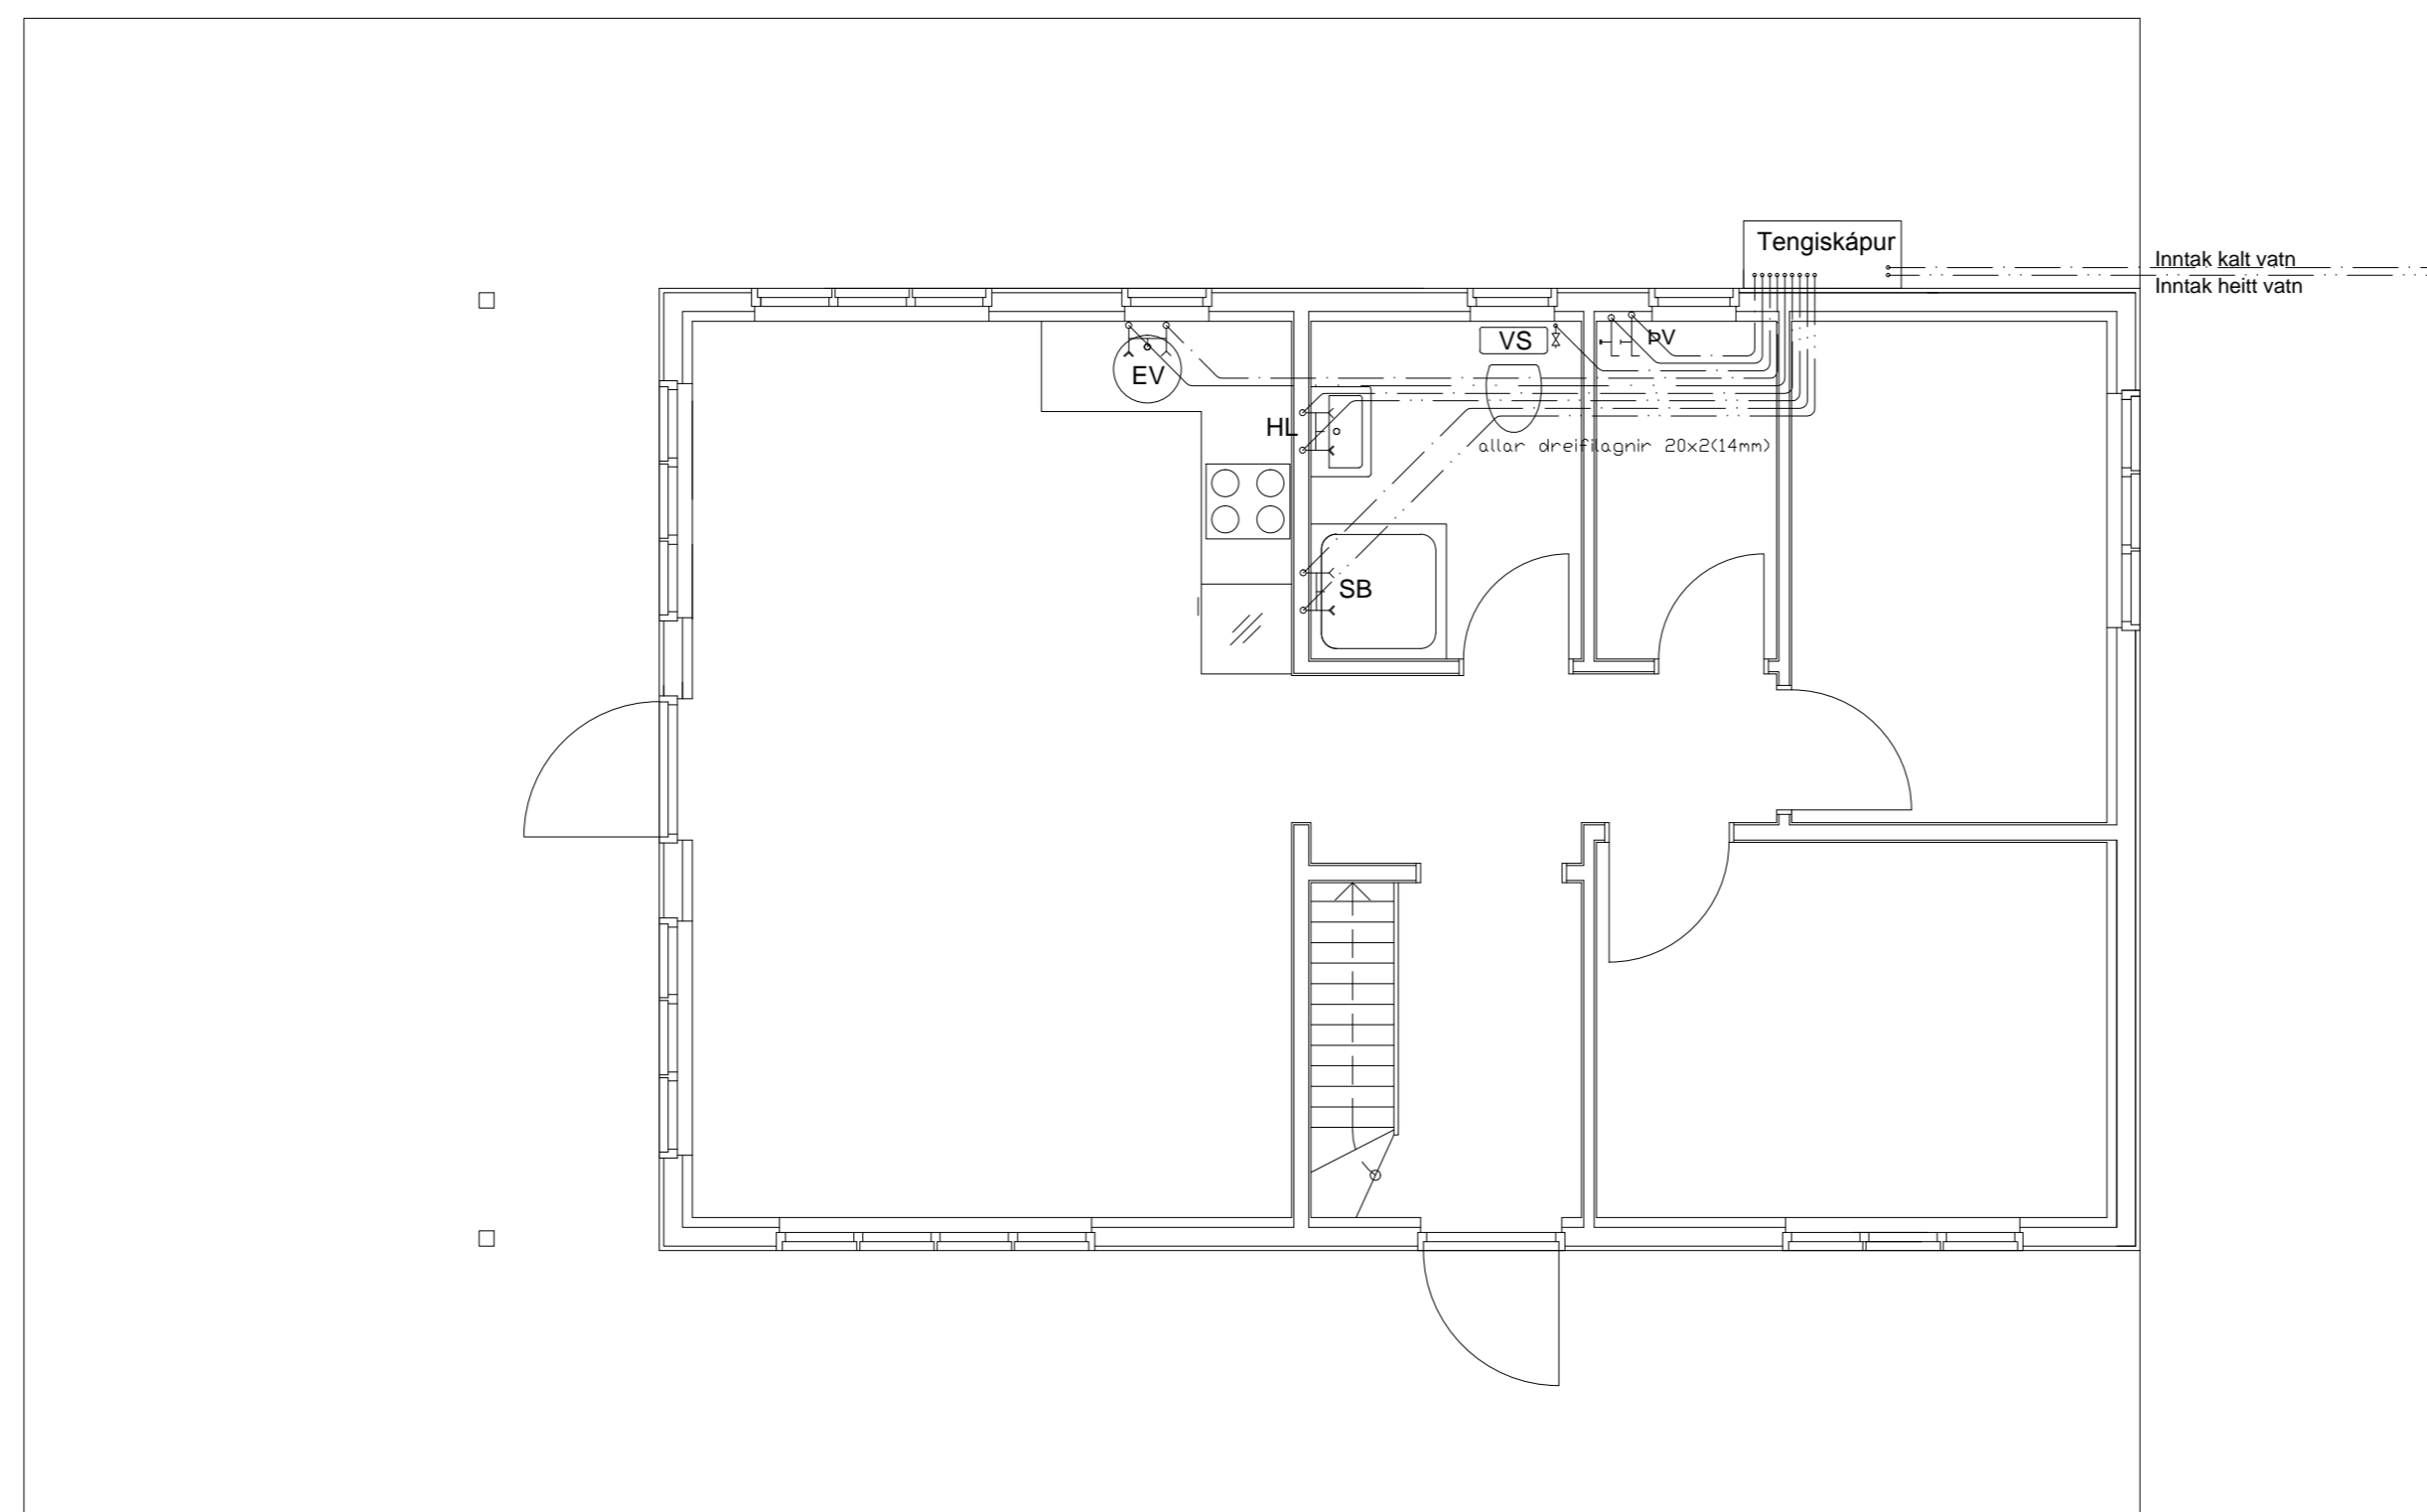 Tengiskápur
Inntak kalt vatn
Inntak heitt vatn
VS
ÞV
EV
HL
allar dreifilagnir 20x2(14mm)
SB